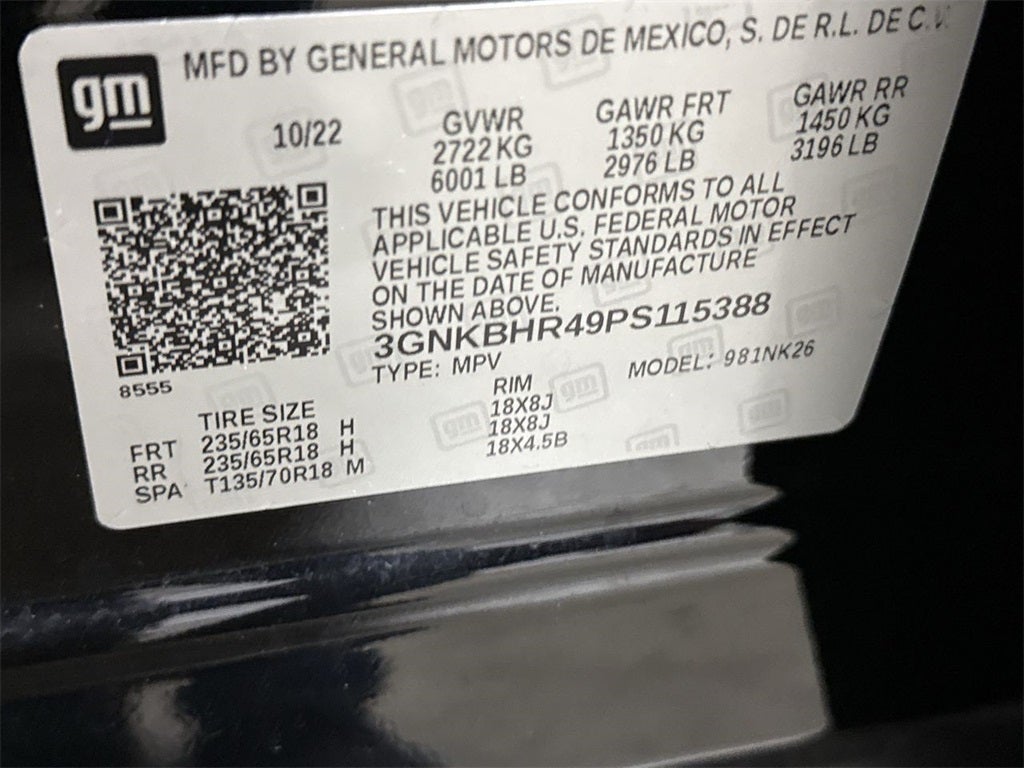 gm
MFD BY GENERAL MOTORS DE MEXICO, S. DE R.L. DE C.V.
10/22
GVWR
2722 KG
6001 LB
GAWR FRT
1350 KG
2976 LB
GAWR RR
1450 KG
3196 LB
THIS VEHICLE CONFORMS TO ALL
APPLICABLE U.S. FEDERAL MOTOR
VEHICLE SAFETY STANDARDS IN EFFECT
ON THE DATE OF MANUFACTURE
SHOWN ABOVE.
3GNKBHR49PS115388
TYPE: MPV
MODEL: 981NK26
8555
TIRE SIZE
RIM
FRT 235/65R18 H 18X8J
RR 235/65R18 H 18X8J
SPA T135/70R18 M 18X4.5B